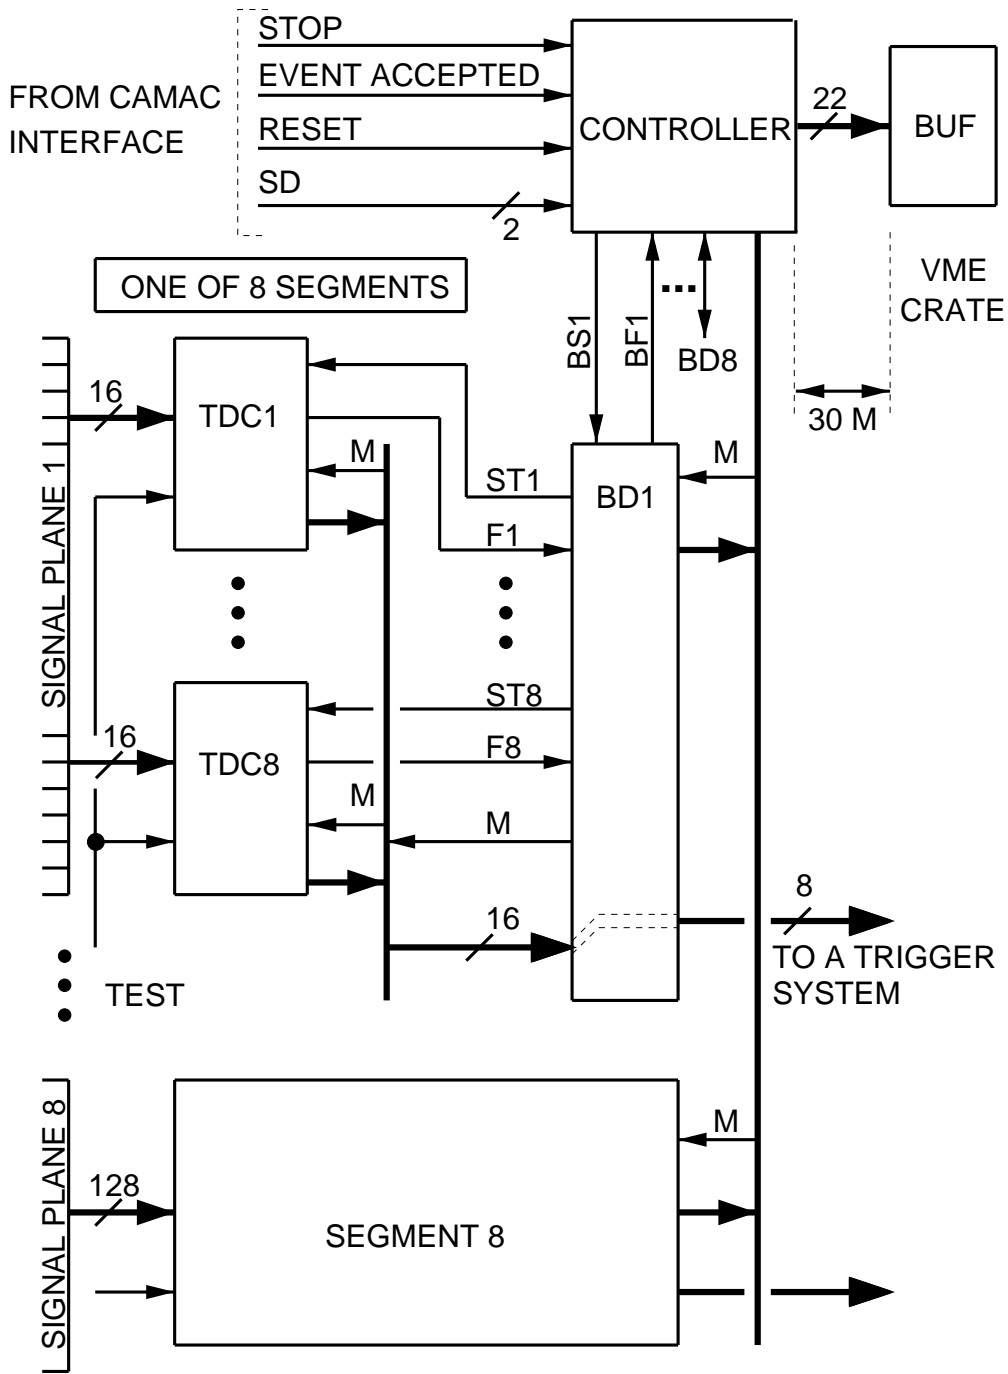 STOP
EVENT ACCEPTED
FROM CAMAC
INTERFACE
RESET
SD
2
CONTROLLER
22
BUF
VME
CRATE
30 M
ONE OF 8 SEGMENTS
BS1
BF1
...
BD8
SIGNAL PLANE 1
16
TDC1
M
ST1
F1
BD1
M
16
TDC8
M
ST8
F8
M
16
8
TO A TRIGGER
SYSTEM
TEST
SIGNAL PLANE 8
128
SEGMENT 8
M